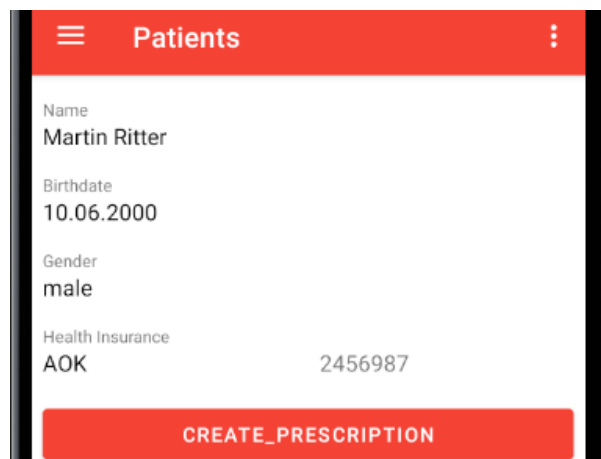 Patients
Name
Martin Ritter
Birthdate
10.06.2000
Gender
male
Health Insurance
AOK 2456987
CREATE_PRESCRIPTION